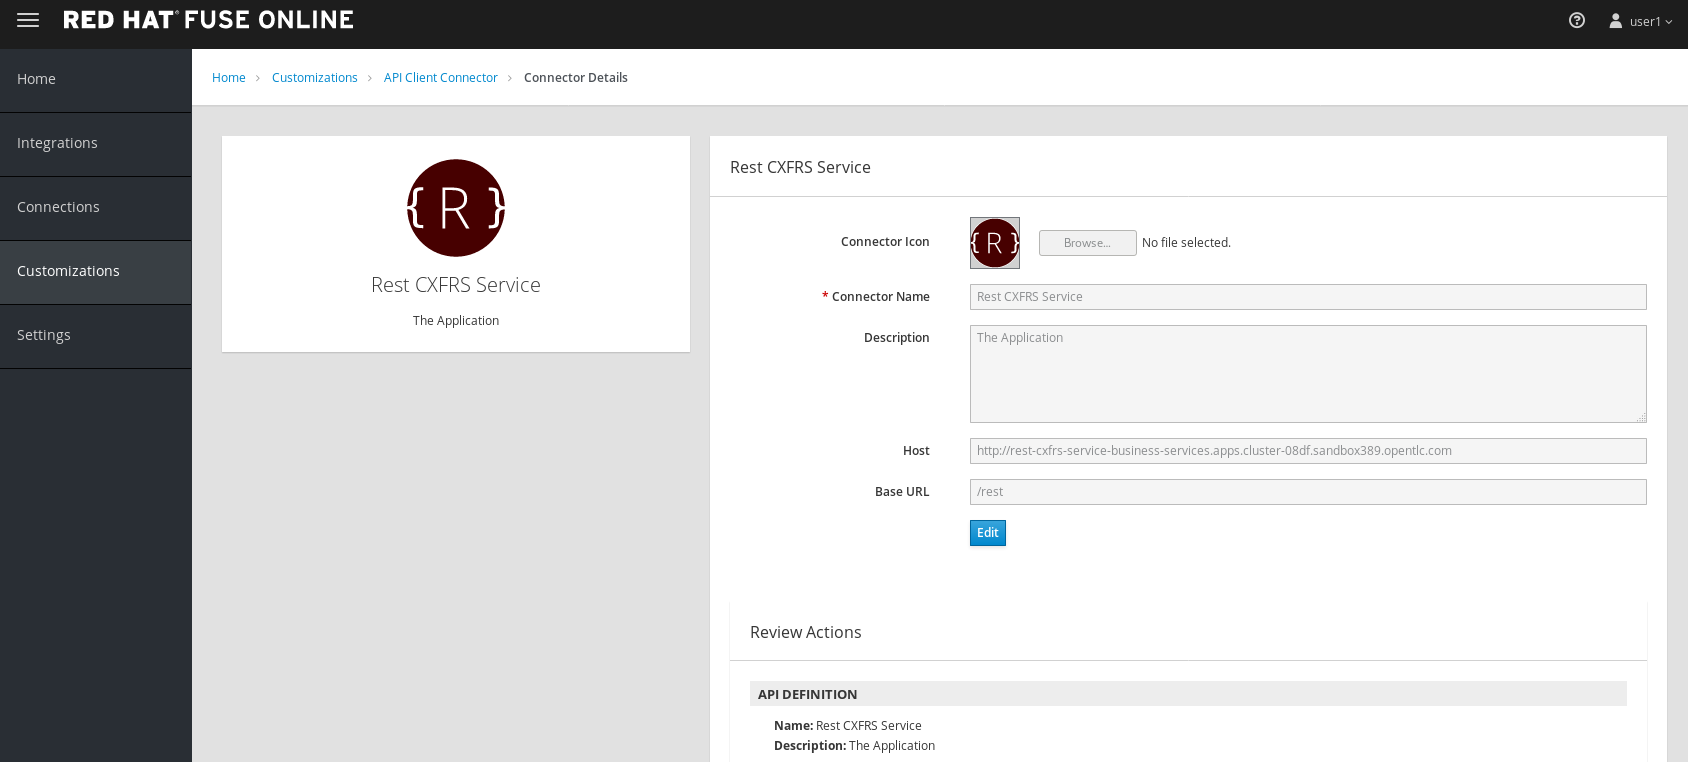 RED HAT® FUSE ONLINE
user1
Home
Integrations
Connections
Customizations
Settings
Home > Customizations > API Client Connector > Connector Details
{ R }
Rest CXFRS Service
The Application
Rest CXFRS Service
Connector Icon { R } Browse... No file selected.
* Connector Name Rest CXFRS Service
Description The Application
Host http://rest-cxfrs-service-business-services.apps.cluster-08df.sandbox389.opentlc.com
Base URL /rest
Edit
Review Actions
API DEFINITION
Name: Rest CXFRS Service
Description: The Application